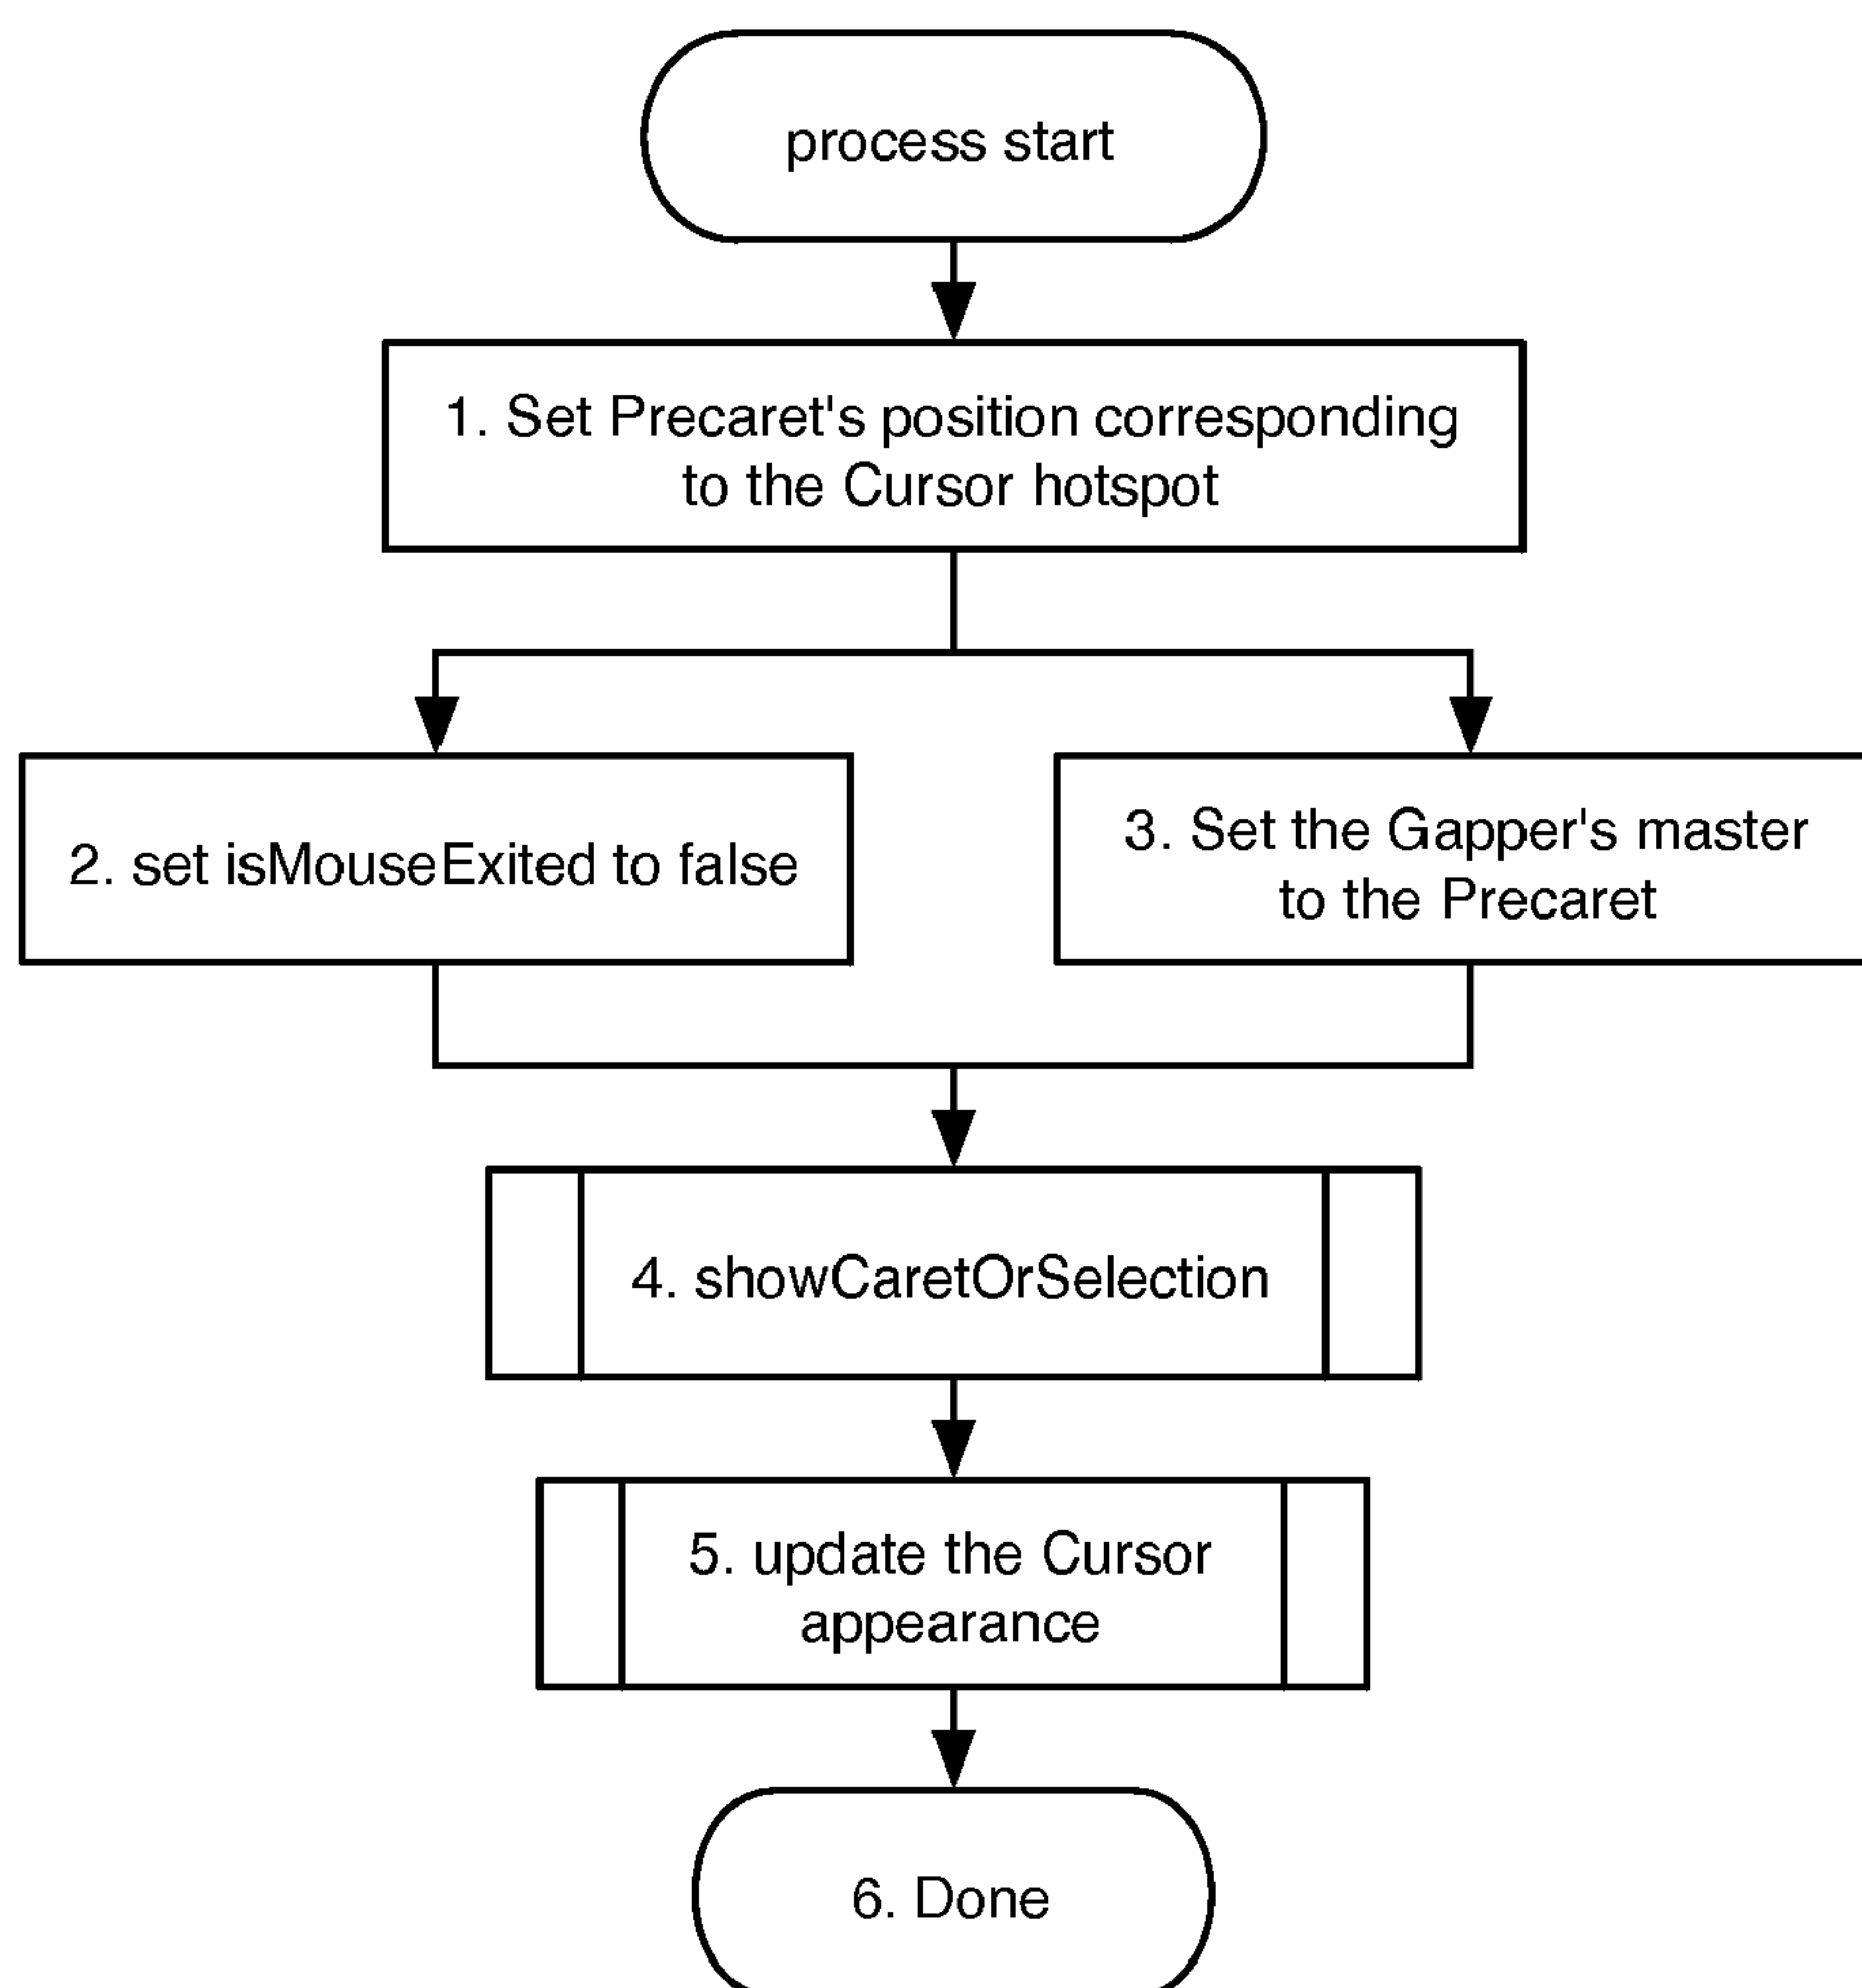 process start
1. Set Precaret's position corresponding
to the Cursor hotspot
2. set isMouseExited to false
3. Set the Gapper's master
to the Precaret
4. showCaretOrSelection
5. update the Cursor
appearance
6. Done